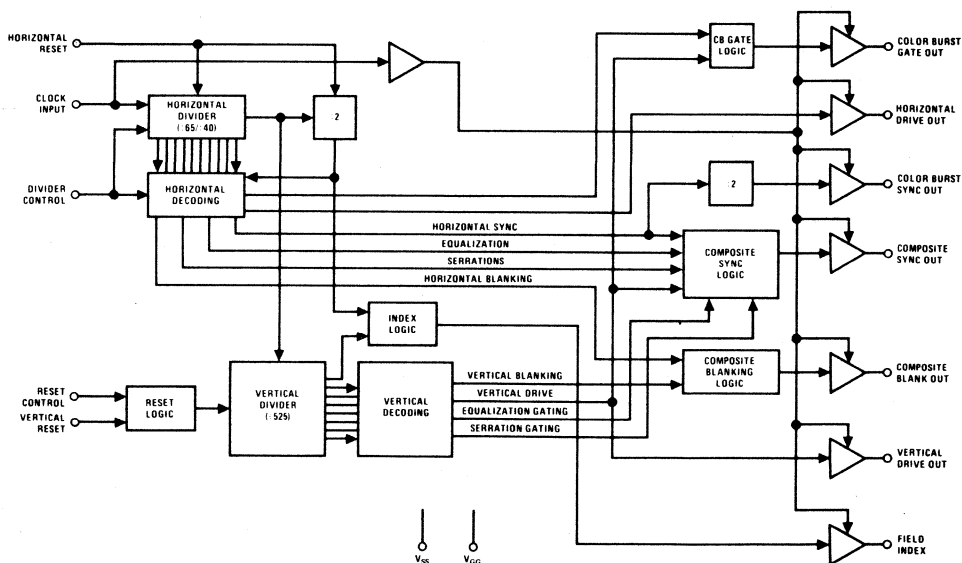 HORIZONTAL
RESET
CLOCK
INPUT
DIVIDER
CONTROL
HORIZONTAL
DIVIDER
(:65/:40)
:2
HORIZONTAL
DECODING
CB GATE
LOGIC
COLOR BURST
GATE OUT
HORIZONTAL
DRIVE OUT
:2
COLOR BURST
SYNC OUT
HORIZONTAL SYNC
EQUALIZATION
SERRATIONS
HORIZONTAL BLANKING
COMPOSITE
SYNC
LOGIC
COMPOSITE
SYNC OUT
INDEX
LOGIC
RESET
CONTROL
VERTICAL
RESET
RESET
LOGIC
VERTICAL
DIVIDER
(:525)
VERTICAL
DECODING
VERTICAL BLANKING
VERTICAL DRIVE
EQUALIZATION GATING
SERRATION GATING
COMPOSITE
BLANKING
LOGIC
COMPOSITE
BLANK OUT
VERTICAL
DRIVE OUT
FIELD
INDEX
VSS
VGG